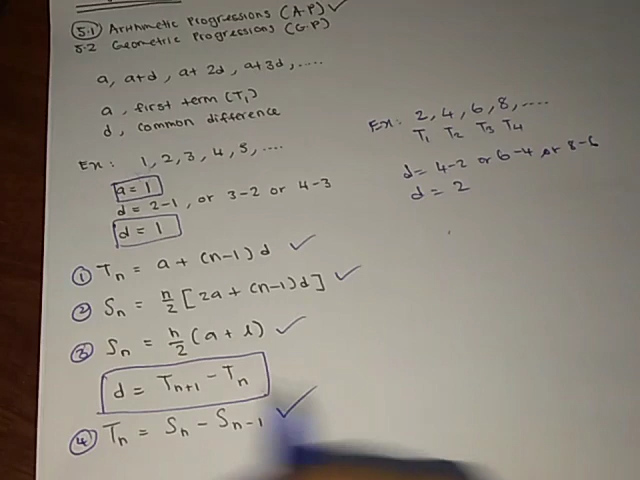 5.1 Arithmetic Progressions (A.P) ✓
5.2 Geometric Progressions (G.P)
a, a+d, a+2d, a+3d, .....
a, first term (T₁)
d, common difference
Ex: 1, 2, 3, 4, 5, ....
a = 1
d = 2-1, or 3-2 or 4-3
d = 1
① Tn = a + (n-1)d ✓
② Sn = n/2 [2a + (n-1)d] ✓
③ Sn = n/2 (a + l) ✓
d = Tn+1 - Tn
④ Tn = Sn - Sn-1 ✓
Ex: 2, 4, 6, 8, ....
T₁ T₂ T₃ T₄
d = 4-2 or 6-4 or 8-6
d = 2